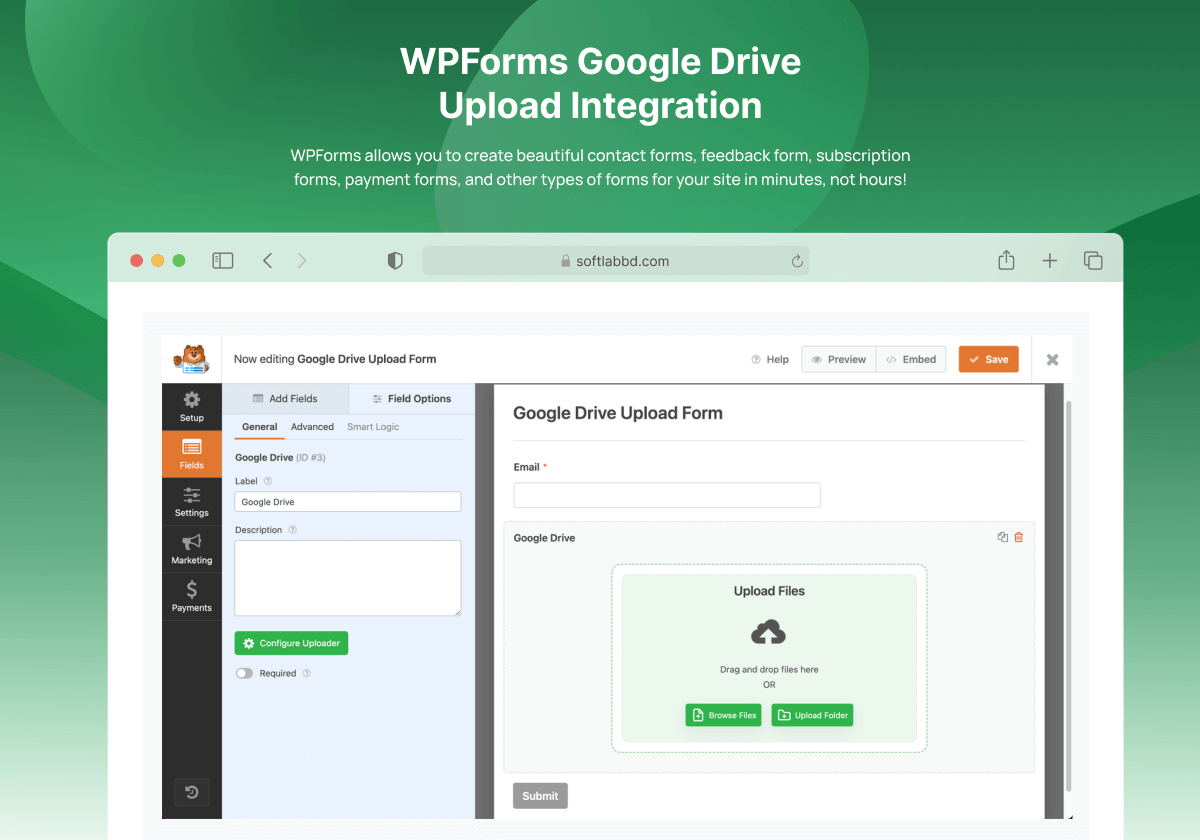 WPForms Google Drive
Upload Integration
WPForms allows you to create beautiful contact forms, feedback form, subscription
forms, payment forms, and other types of forms for your site in minutes, not hours!
softlabbd.com
Now editing Google Drive Upload Form
Help
Preview
Embed
Save
Setup
Fields
Settings
Marketing
Payments
Add Fields
Field Options
General
Advanced
Smart Logic
Google Drive (ID #3)
Label
Google Drive
Description
Configure Uploader
Required
Google Drive Upload Form
Email *
Google Drive
Upload Files
Drag and drop files here
OR
Browse Files
Upload Folder
Submit